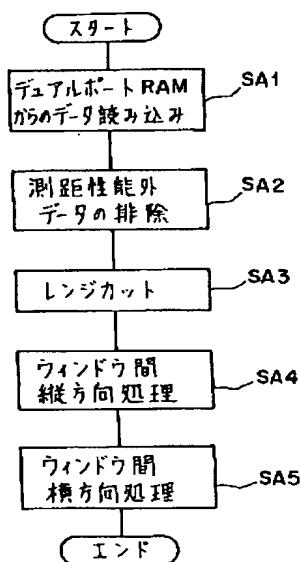 スタート
デュアルポートRAM
からのデータ読み込み
SA1
測距性能外
データの排除
SA2
レンジカット
SA3
ウィンドウ間
縦方向処理
SA4
ウィンドウ間
横方向処理
SA5
エンド